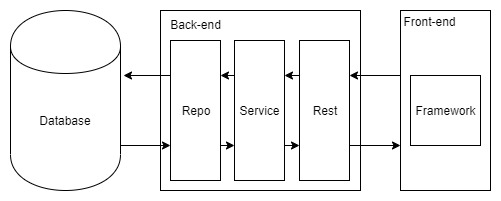 Back-end
Front-end
Database
Repo
Service
Rest
Framework